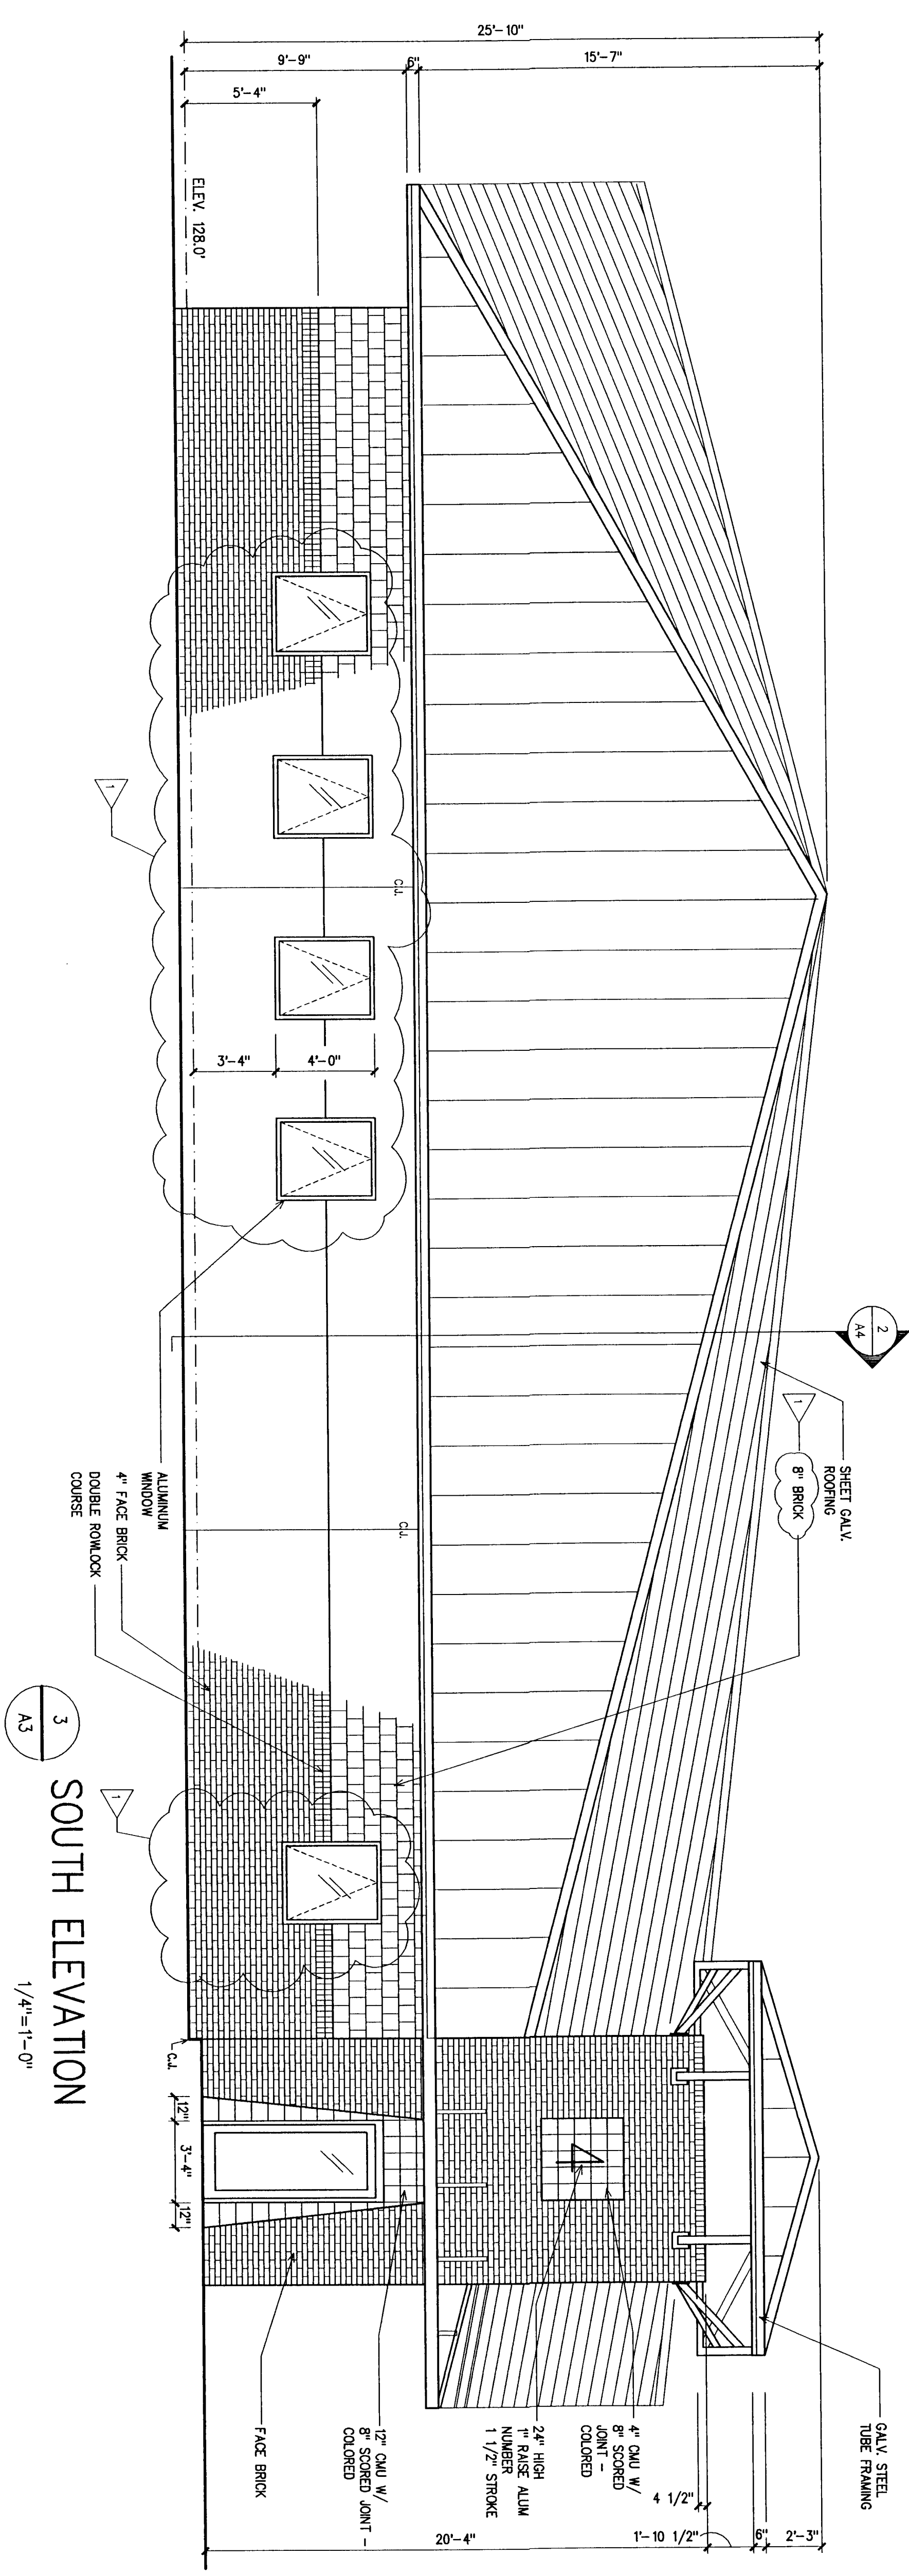 25'-10"
9'-9"
6"
15'-7"
5'-4"
ELEV. 128.0'
1
C.J.
3'-4"
4'-0"
2
A4
SHEET GALV.
ROOFING
1
8" BRICK
ALUMINUM
WINDOW
4" FACE BRICK
DOUBLE ROWLOCK
COURSE
C.J.
3
A3
SOUTH ELEVATION
1/4"=1'-0"
1
C.J.
12"
3'-4"
12"
4
GALV. STEEL
TUBE FRAMING
4" CMU W/
8" SCORED
JOINT -
COLORED
24" HIGH
1" RAISE ALUM
NUMBER
1 1/2" STROKE
12" CMU W/
8" SCORED JOINT -
COLORED
FACE BRICK
4 1/2"
20'-4"
1'-10 1/2"
6"
2'-3"